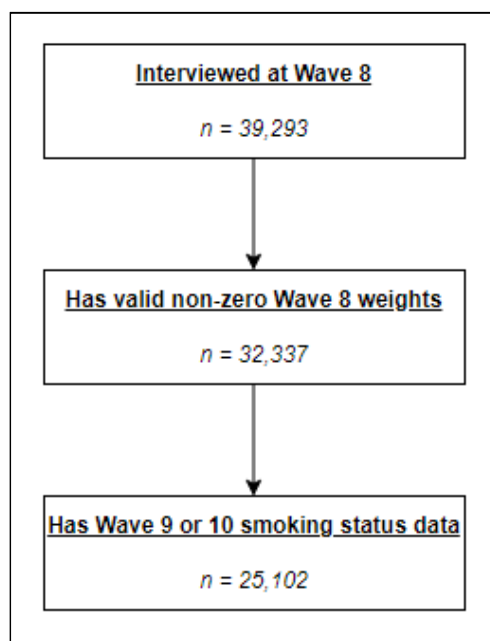 Interviewed at Wave 8
n = 39,293
Has valid non-zero Wave 8 weights
n = 32,337
Has Wave 9 or 10 smoking status data
n = 25,102